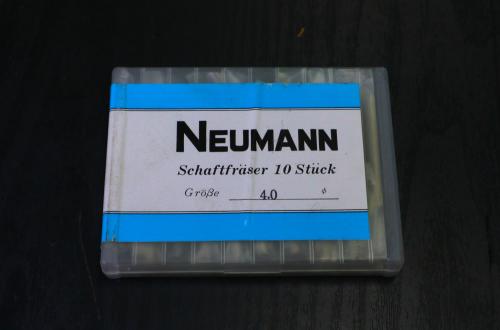 NEUMANN
Schaftfräser 10 Stück
Größe 4.0 ø